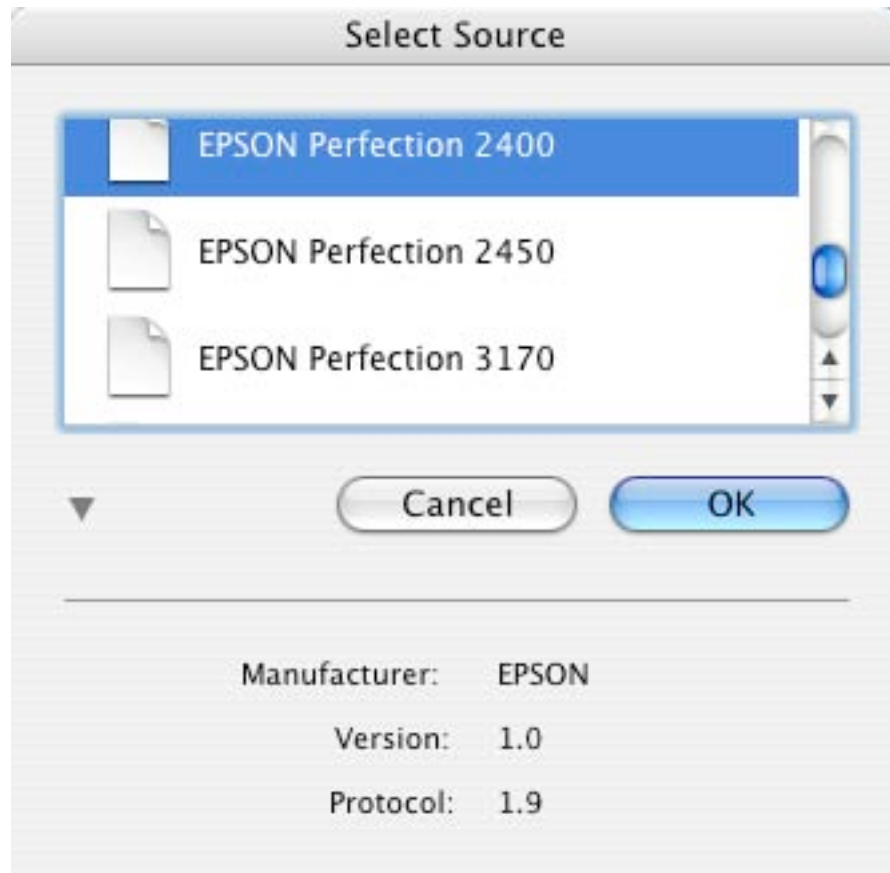 Select Source
EPSON Perfection 2400
EPSON Perfection 2450
EPSON Perfection 3170
Cancel OK
Manufacturer: EPSON
Version: 1.0
Protocol: 1.9